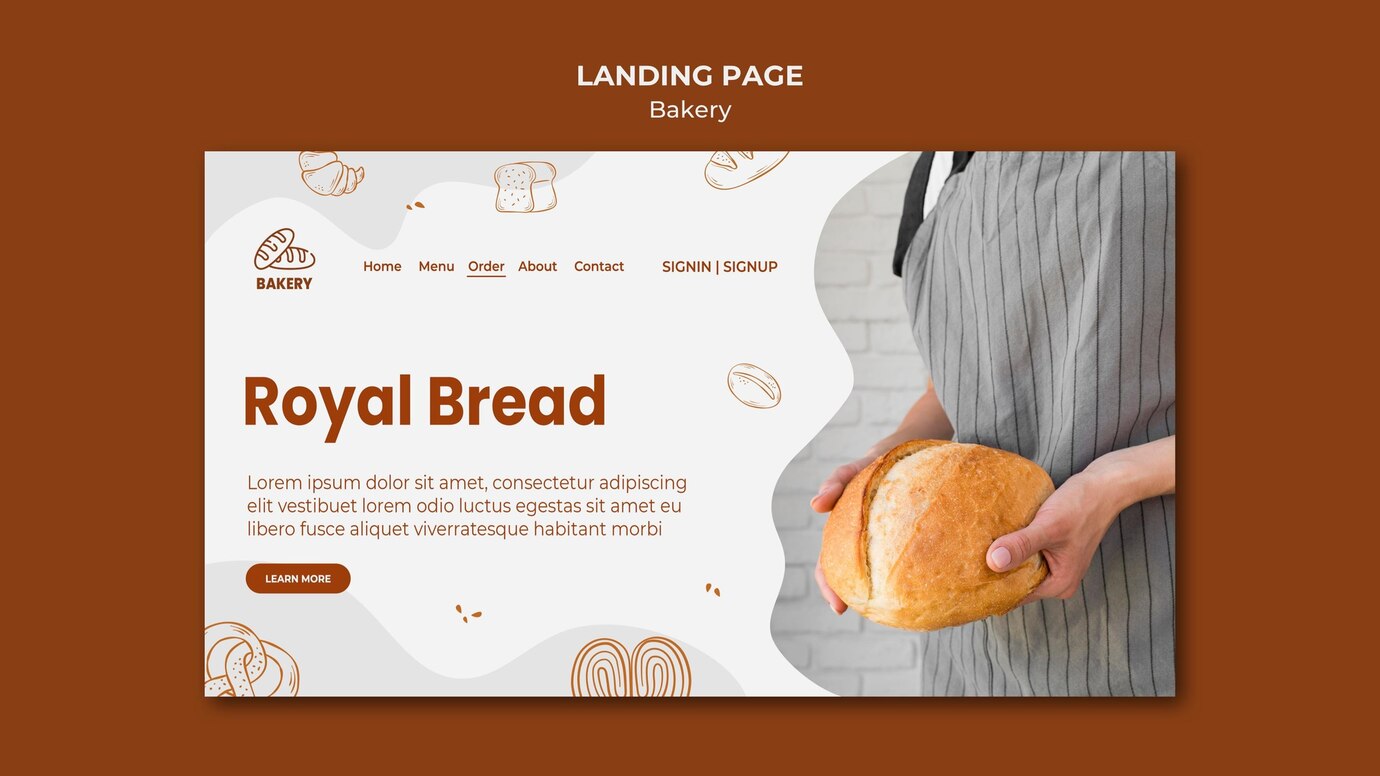 LANDING PAGE
Bakery
BAKERY
Home Menu Order About Contact SIGNIN | SIGNUP
Royal Bread
Lorem ipsum dolor sit amet, consectetur adipiscing
elit vestibuet lorem odio luctus egestas sit amet eu
libero fusce aliquet viverratesque habitant morbi
LEARN MORE